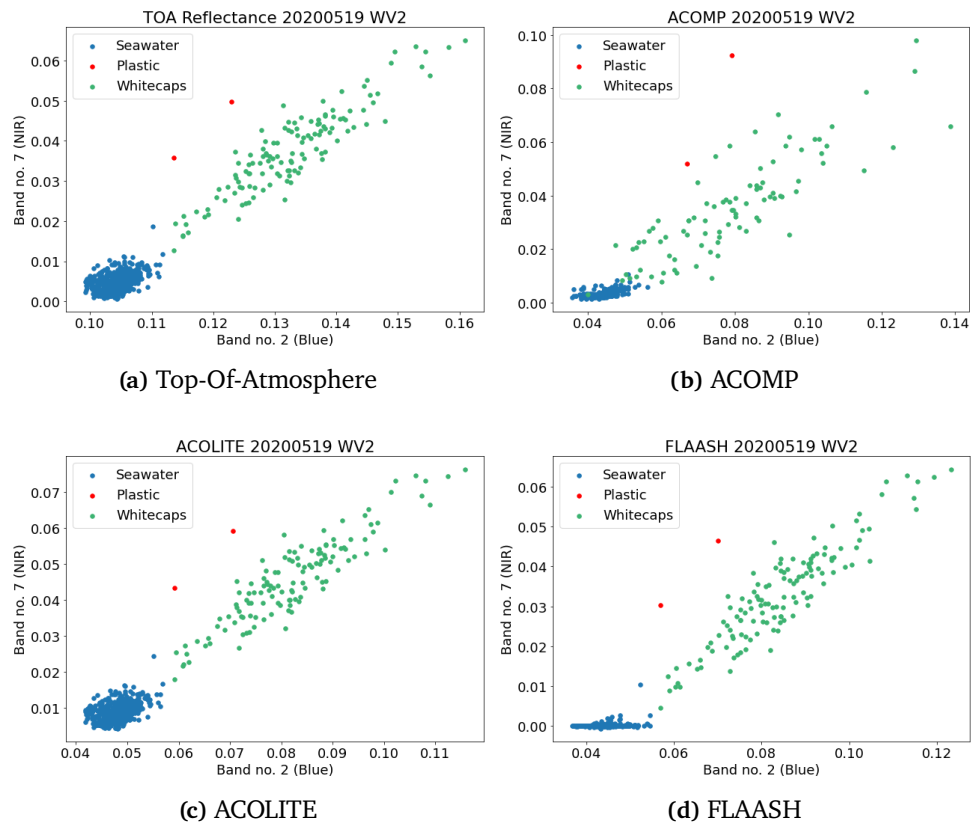 TOA Reflectance 20200519 WV2
Seawater
Plastic
Whitecaps
0.06
0.05
0.04
0.03
0.02
0.01
0.00
Band no. 7 (NIR)
0.10 0.11 0.12 0.13 0.14 0.15 0.16
Band no. 2 (Blue)
(a) Top-Of-Atmosphere
ACOMP 20200519 WV2
Seawater
Plastic
Whitecaps
0.10
0.08
0.06
0.04
0.02
0.00
Band no. 7 (NIR)
0.04 0.06 0.08 0.10 0.12 0.14
Band no. 2 (Blue)
(b) ACOMP
ACOLITE 20200519 WV2
Seawater
Plastic
Whitecaps
0.07
0.06
0.05
0.04
0.03
0.02
0.01
Band no. 7 (NIR)
0.04 0.05 0.06 0.07 0.08 0.09 0.10 0.11
Band no. 2 (Blue)
(c) ACOLITE
FLAASH 20200519 WV2
Seawater
Plastic
Whitecaps
0.06
0.05
0.04
0.03
0.02
0.01
0.00
Band no. 7 (NIR)
0.04 0.06 0.08 0.10 0.12
Band no. 2 (Blue)
(d) FLAASH